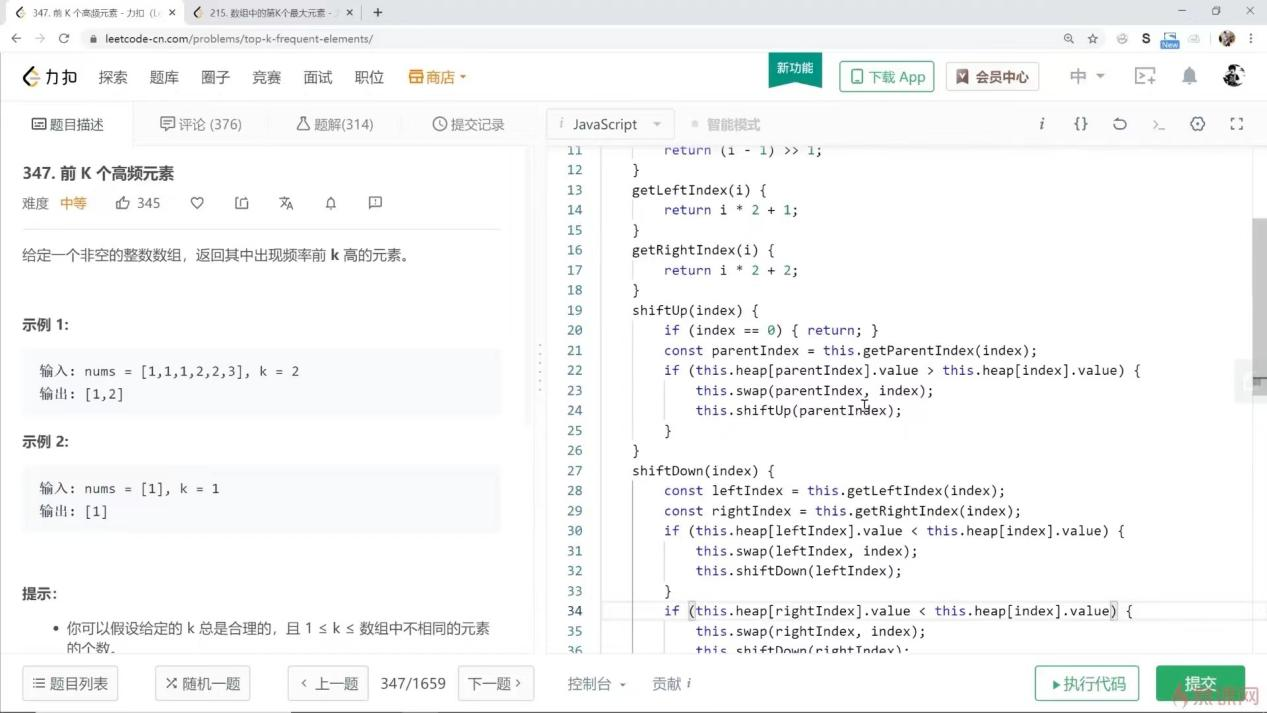 347. 前 K 个高频元素 - 力扣 (Le
215. 数组中的第K个最大元素 -
leetcode-cn.com/problems/top-k-frequent-elements/
S
New
力扣 探索 题库 圈子 竞赛 面试 职位 商店 新功能 下载 App 会员中心 中
题目描述 评论 (376) 题解(314) 提交记录
i JavaScript 智能模式 i {} >_
347. 前 K 个高频元素
难度 中等 345
给定一个非空的整数数组，返回其中出现频率前 k 高的元素。
示例 1:
输入: nums = [1,1,1,2,2,3], k = 2
输出: [1,2]
示例 2:
输入: nums = [1], k = 1
输出: [1]
提示:
• 你可以假设给定的 k 总是合理的，且 1 ≤ k ≤ 数组中不相同的元素
的个数。
11 return (i - 1) >> 1;
12 }
13 getLeftIndex(i) {
14 return i * 2 + 1;
15 }
16 getRightIndex(i) {
17 return i * 2 + 2;
18 }
19 shiftUp(index) {
20 if (index == 0) { return; }
21 const parentIndex = this.getParentIndex(index);
22 if (this.heap[parentIndex].value > this.heap[index].value) {
23 this.swap(parentIndex, index);
24 this.shiftUp(parentIndex);
25 }
26 }
27 shiftDown(index) {
28 const leftIndex = this.getLeftIndex(index);
29 const rightIndex = this.getRightIndex(index);
30 if (this.heap[leftIndex].value < this.heap[index].value) {
31 this.swap(leftIndex, index);
32 this.shiftDown(leftIndex);
33 }
34 if (this.heap[rightIndex].value < this.heap[index].value) {
35 this.swap(rightIndex, index);
36 this.shiftDown(rightIndex);
题目列表 随机一题 上一题 347/1659 下一题 控制台 贡献 i 执行代码 提交
慕课网